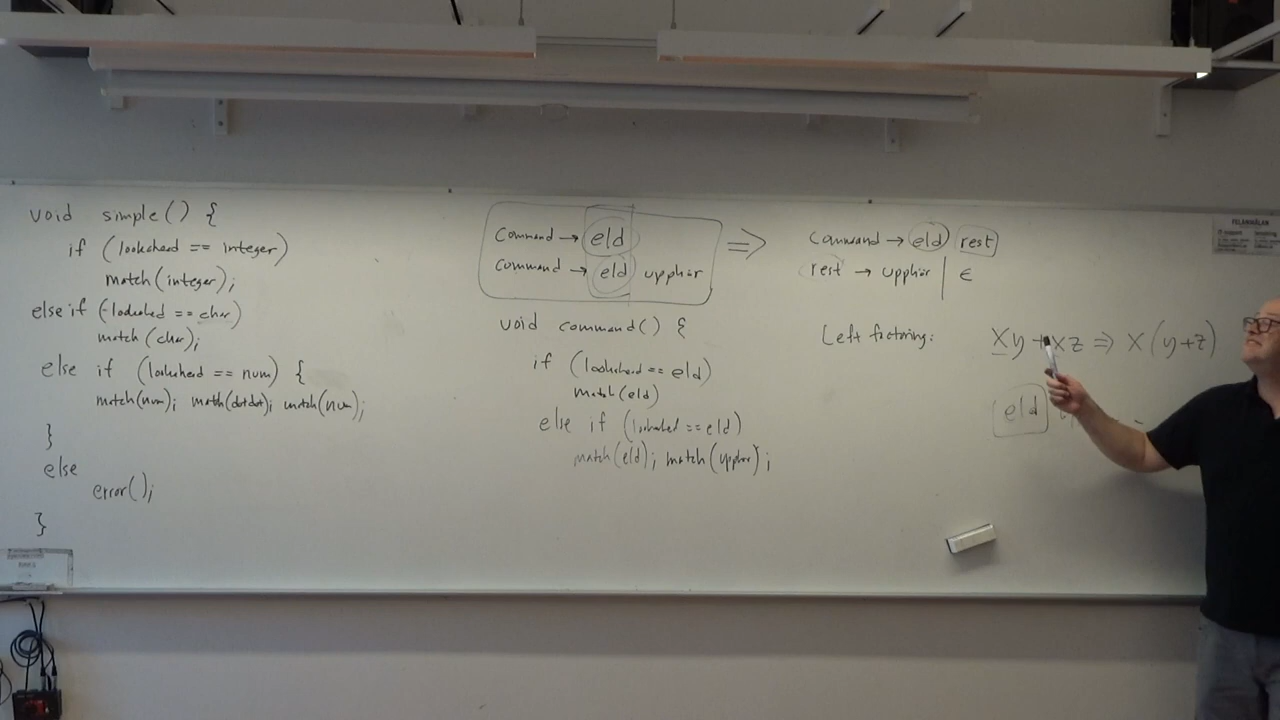 void simple() {
if (lookahead == integer)
match(integer);
else if (lookahead == char)
match(char);
else if (lookahead == num) {
match(num); match(dotdot); match(num);
}
else
error();
}
Command → eld
Command → eld upphör
void command() {
if (lookahead == eld)
match(eld)
else if (lookahead == eld)
match(eld); match(upphör);
⇒
command → eld rest
rest → upphör | ε
Left factoring: xy + xz ⇒ x(y+z)
eld
FELANMÄLAN